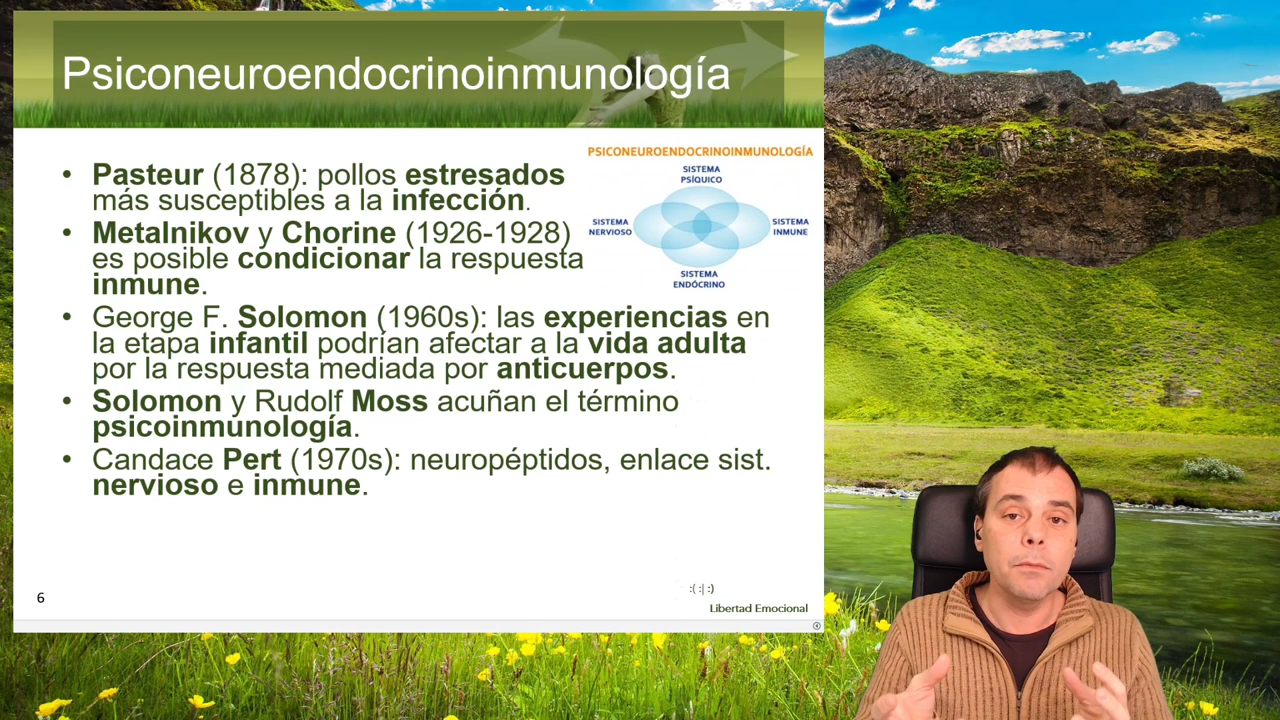 Psiconeuroendocrinoinmunología
• Pasteur (1878): pollos estresados
más susceptibles a la infección.
• Metalnikov y Chorine (1926-1928)
es posible condicionar la respuesta
inmune.
• George F. Solomon (1960s): las experiencias en
la etapa infantil podrían afectar a la vida adulta
por la respuesta mediada por anticuerpos.
• Solomon y Rudolf Moss acuñan el término
psicoinmunología.
• Candace Pert (1970s): neuropéptidos, enlace sist.
nervioso e inmune.
PSICONEUROENDOCRINOINMUNOLOGÍA
SISTEMA
PSÍQUICO
SISTEMA
NERVIOSO
SISTEMA
INMUNE
SISTEMA
ENDÓCRINO
6
:( :| :)
Libertad Emocional